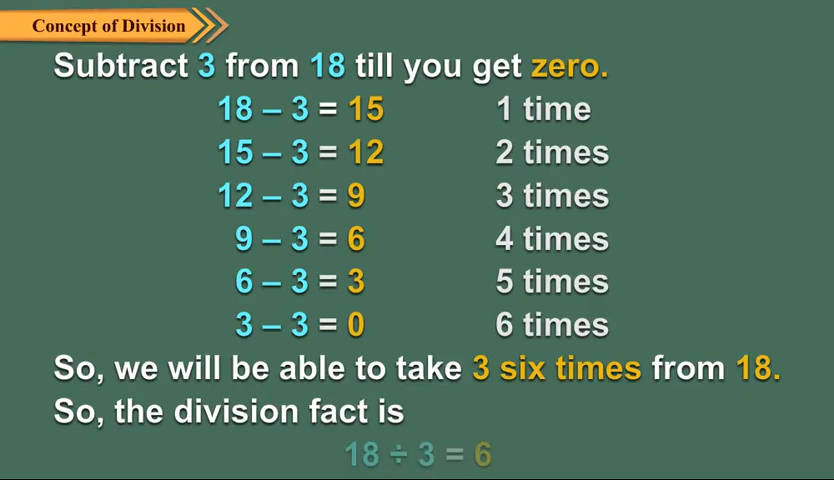 Concept of Division
Subtract 3 from 18 till you get zero.
18 – 3 = 15 1 time
15 – 3 = 12 2 times
12 – 3 = 9 3 times
9 – 3 = 6 4 times
6 – 3 = 3 5 times
3 – 3 = 0 6 times
So, we will be able to take 3 six times from 18.
So, the division fact is
18 ÷ 3 = 6